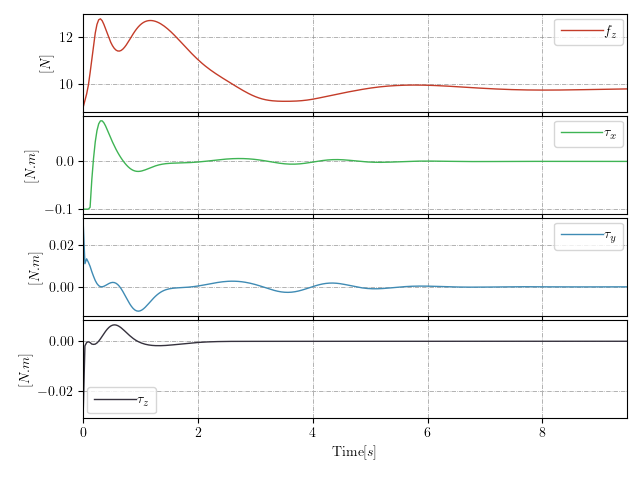 12
10
[N]
f_z
0.0
−0.1
[N.m]
τ_x
0.02
0.00
[N.m]
τ_y
0.00
−0.02
[N.m]
τ_z
0 2 4 6 8
Time[s]